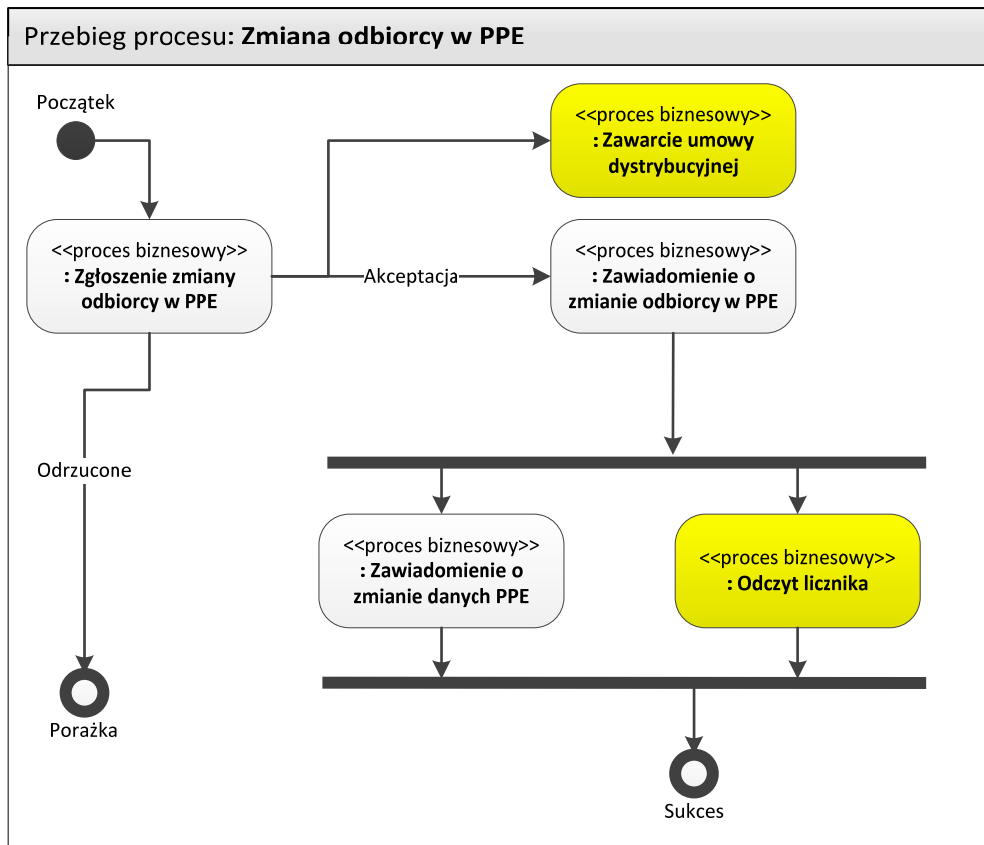 Przebieg procesu: Zmiana odbiorcy w PPE
Początek
<<proces biznesowy>>
: Zawarcie umowy
dystrybucyjnej
<<proces biznesowy>>
: Zgłoszenie zmiany
odbiorcy w PPE
Akceptacja
<<proces biznesowy>>
: Zawiadomienie o
zmianie odbiorcy w PPE
Odrzucone
<<proces biznesowy>>
: Zawiadomienie o
zmianie danych PPE
<<proces biznesowy>>
: Odczyt licznika
Porażka
Sukces